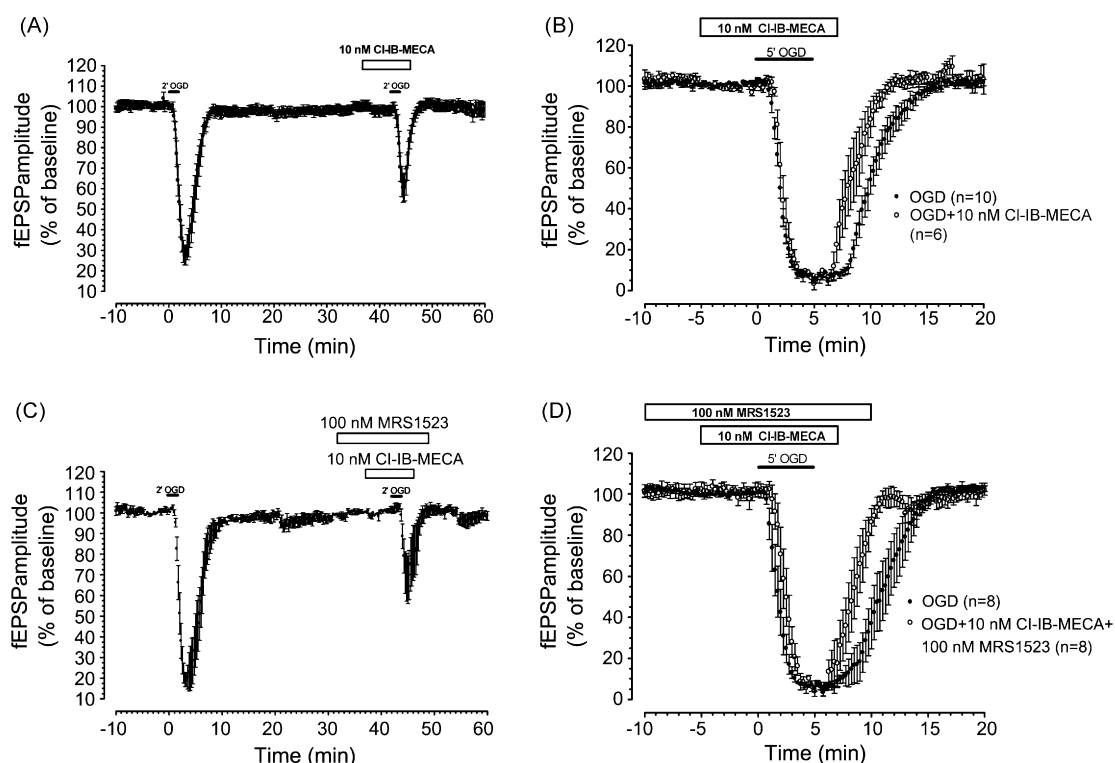 (A)
10 nM Cl-IB-MECA
2' OGD
2' OGD
120
110
100
90
80
70
60
50
40
30
20
10
fEPSPamplitude
(% of baseline)
-10 0 10 20 30 40 50 60
Time (min)
(B)
10 nM Cl-IB-MECA
5' OGD
120
100
80
60
40
20
0
fEPSPamplitude
(% of baseline)
OGD (n=10)
OGD+10 nM Cl-IB-MECA
(n=6)
-10 -5 0 5 10 15 20
Time (min)
(C)
100 nM MRS1523
10 nM Cl-IB-MECA
2' OGD
2' OGD
120
110
100
90
80
70
60
50
40
30
20
10
fEPSPamplitude
(% of baseline)
-10 0 10 20 30 40 50 60
Time (min)
(D)
100 nM MRS1523
10 nM Cl-IB-MECA
5' OGD
120
100
80
60
40
20
0
fEPSPamplitude
(% of baseline)
OGD (n=8)
OGD+10 nM Cl-IB-MECA+
100 nM MRS1523 (n=8)
-10 -5 0 5 10 15 20
Time (min)